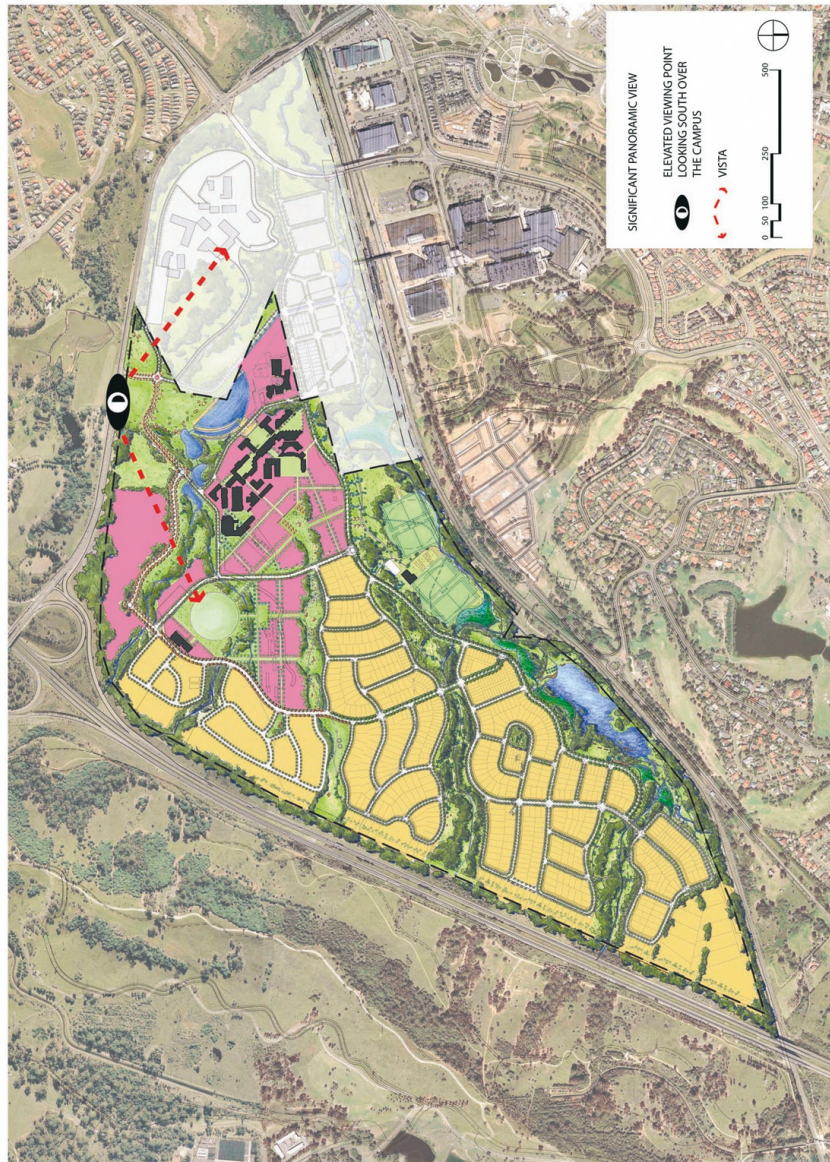 SIGNIFICANT PANORAMIC VIEW
ELEVATED VIEWING POINT
LOOKING SOUTH OVER
THE CAMPUS
VISTA
0 50 100 250 500